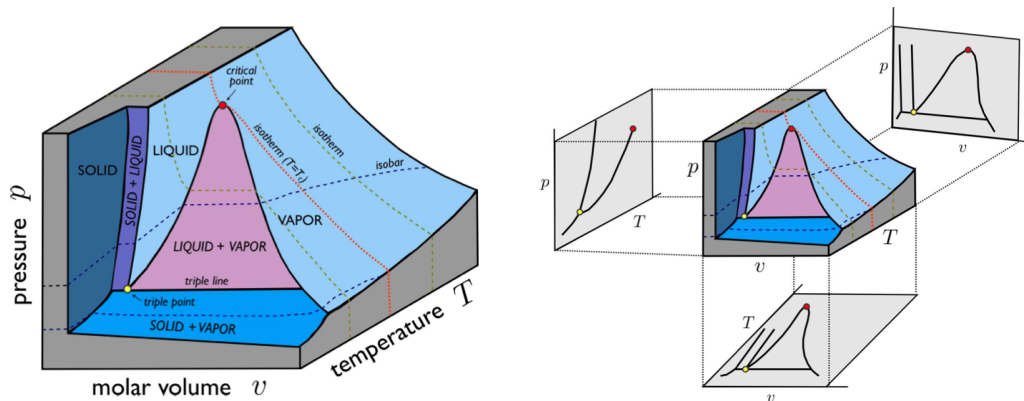 pressure p
molar volume v
temperature T
SOLID
SOLID + LIQUID
LIQUID
critical
point
isotherm (T=Tc)
isotherm
isobar
VAPOR
LIQUID + VAPOR
triple line
triple point
SOLID + VAPOR
p
T
p
v
T
p
v
T
v